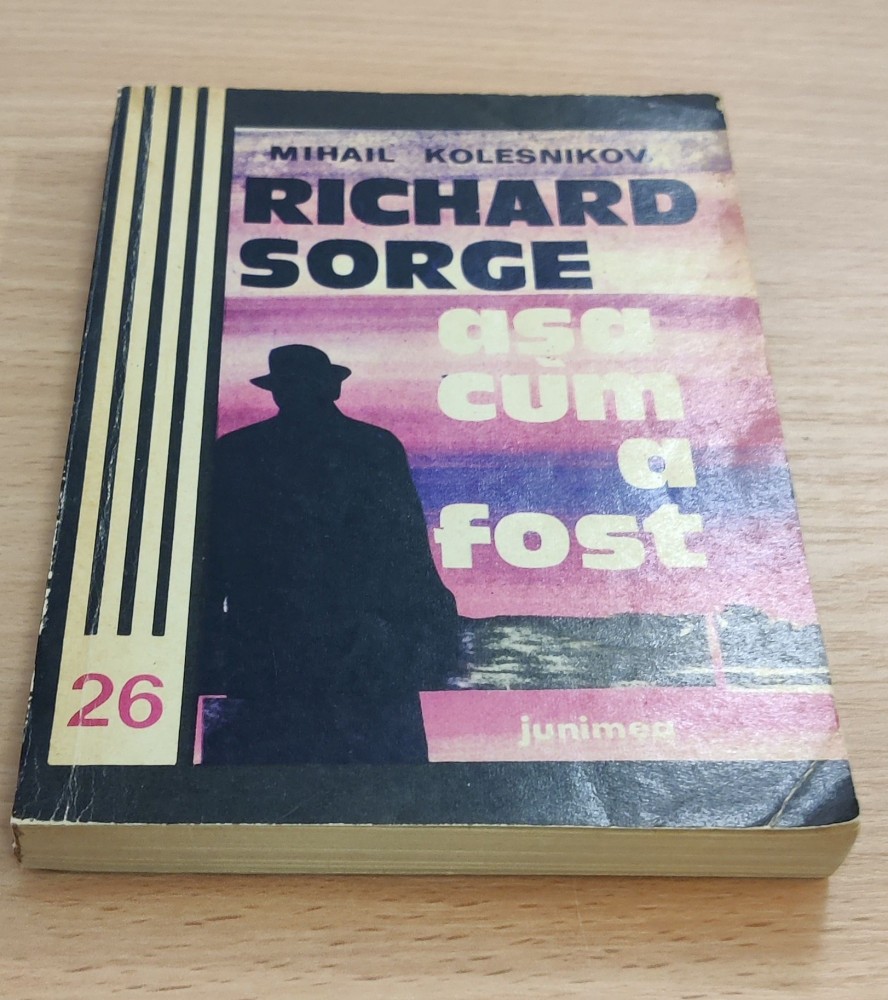 MIHAIL KOLESNIKOV
RICHARD
SORGE
aşa
cum
a
fost
26
junimea